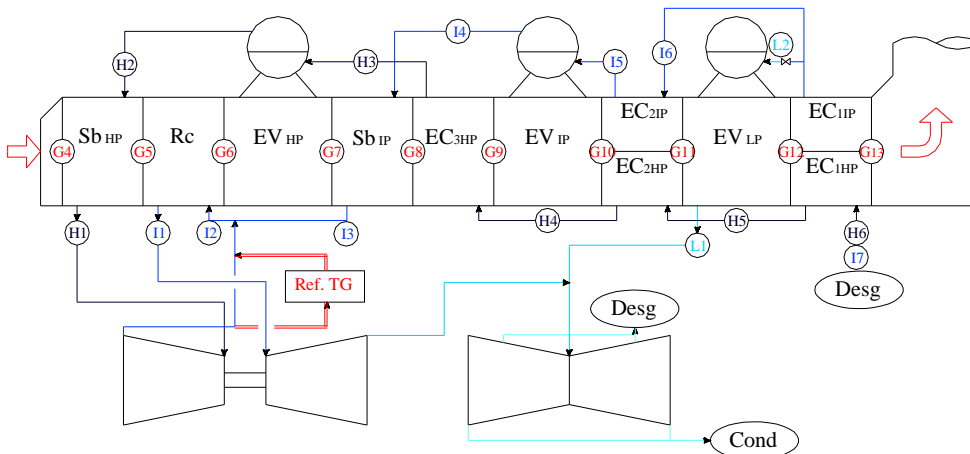 I4
L2
H2
H3
I5
I6
EC2IP
EC1IP
Sb HP
Rc
EV HP
Sb IP
EC3HP
EV IP
EV LP
G4
G5
G6
G7
G8
G9
G10
G11
G12
G13
EC2HP
EC1HP
H1
I1
I2
I3
H4
H5
H6
L1
I7
Ref. TG
Desg
Desg
Cond